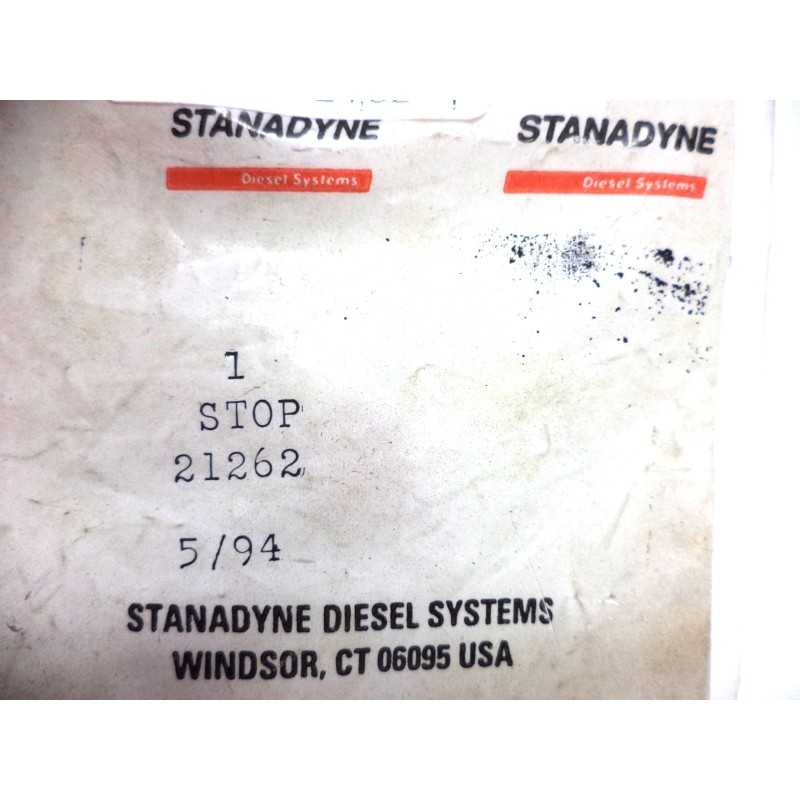 STANADYNE STANADYNE
Diesel Systems Diesel Systems
1
STOP
21262
5/94
STANADYNE DIESEL SYSTEMS
WINDSOR, CT 06095 USA